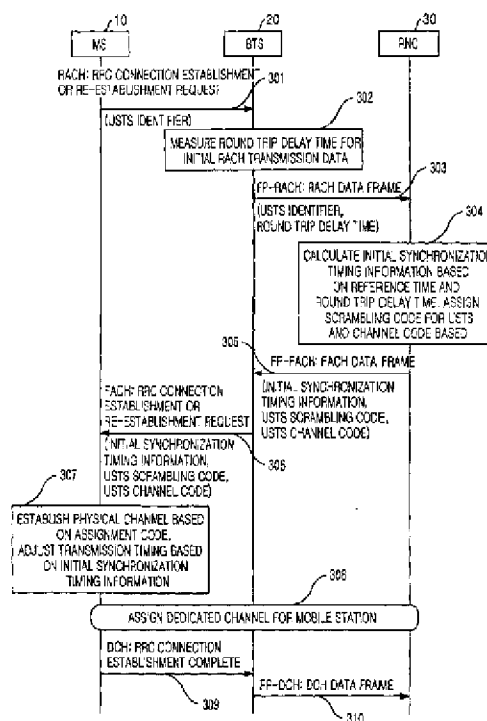 10
20
30
MS
BTS
RNC
RACH: RRC CONNECTION ESTABLISHMENT
OR RE-ESTABLISHMENT REQUEST
301
(USTS IDENTIFIER)
302
MEASURE ROUND TRIP DELAY TIME FOR
INITIAL RACH TRANSMISSION DATA
303
FP-RACH: RACH DATA FRAME
(USTS IDENTIFIER,
ROUND TRIP DELAY TIME)
304
CALCULATE INITIAL SYNCHRONIZATION
TIMING INFORMATION BASED
ON REFERENCE TIME AND
ROUND TRIP DELAY TIME. ASSIGN
SCRAMBLING CODE FOR USTS
AND CHANNEL CODE BASED
305
FP-FACH: FACH DATA FRAME
(INITIAL SYNCHRONIZATION
TIMING INFORMATION,
USTS SCRAMBLING CODE,
USTS CHANNEL CODE)
FACH: RRC CONNECTION
ESTABLISHMENT OR
RE-ESTABLISHMENT REQUEST
306
(INITIAL SYNCHRONIZATION
TIMING INFORMATION,
USTS SCRAMBLING CODE,
USTS CHANNEL CODE)
307
ESTABLISH PHYSICAL CHANNEL BASED
ON ASSIGNMENT CODE,
ADJUST TRANSMISSION TIMING BASED
ON INITIAL SYNCHRONIZATION
TIMING INFORMATION
308
ASSIGN DEDICATED CHANNEL FOR MOBILE STATION
DCH: RRC CONNECTION
ESTABLISHMENT COMPLETE
309
FP-DCH: DCH DATA FRAME
310